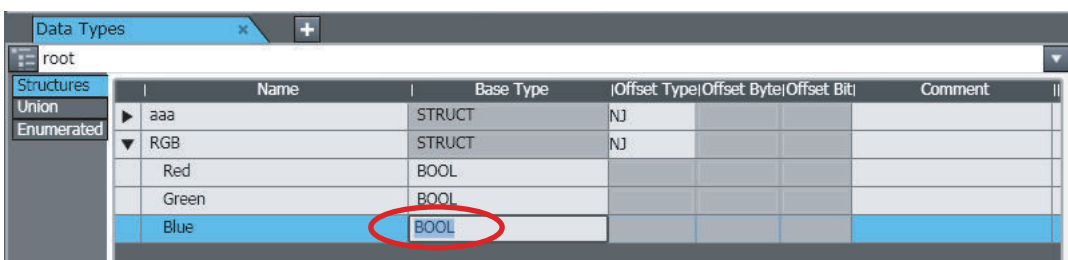 Data Types × +
root
Structures
Union
Enumerated
Name Base Type Offset Type Offset Byte Offset Bit Comment
aaa STRUCT NJ
RGB STRUCT NJ
Red BOOL
Green BOOL
Blue BOOL